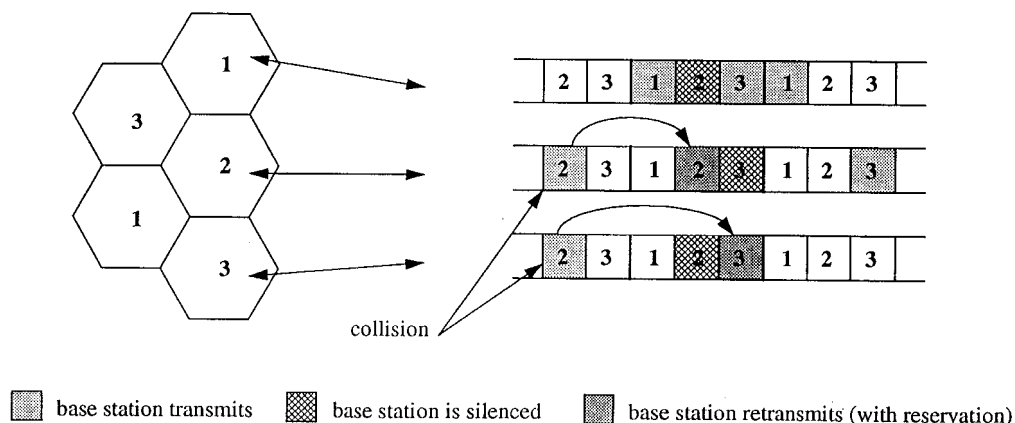 1
3
2
1
3
2 3 1 2 3 1 2 3
2 3 1 2 3 1 2 3
2 3 1 2 3 1 2 3
collision
base station transmits
base station is silenced
base station retransmits (with reservation)